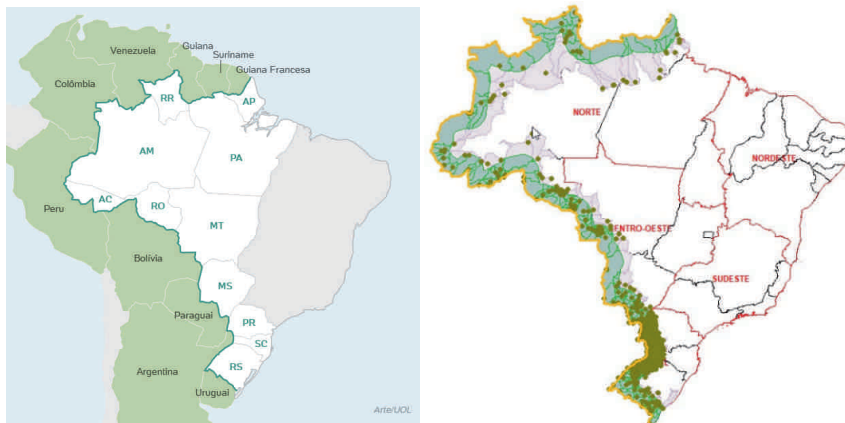 Guiana
Venezuela
Suriname
Colômbia
Guiana Francesa
RR
AP
AM
PA
AC
RO
Peru
MT
Bolívia
MS
Paraguai
PR
SC
Argentina
RS
Uruguai
Arte/UOL
NORTE
NORDESTE
ENTRO-OESTE
SUDESTE